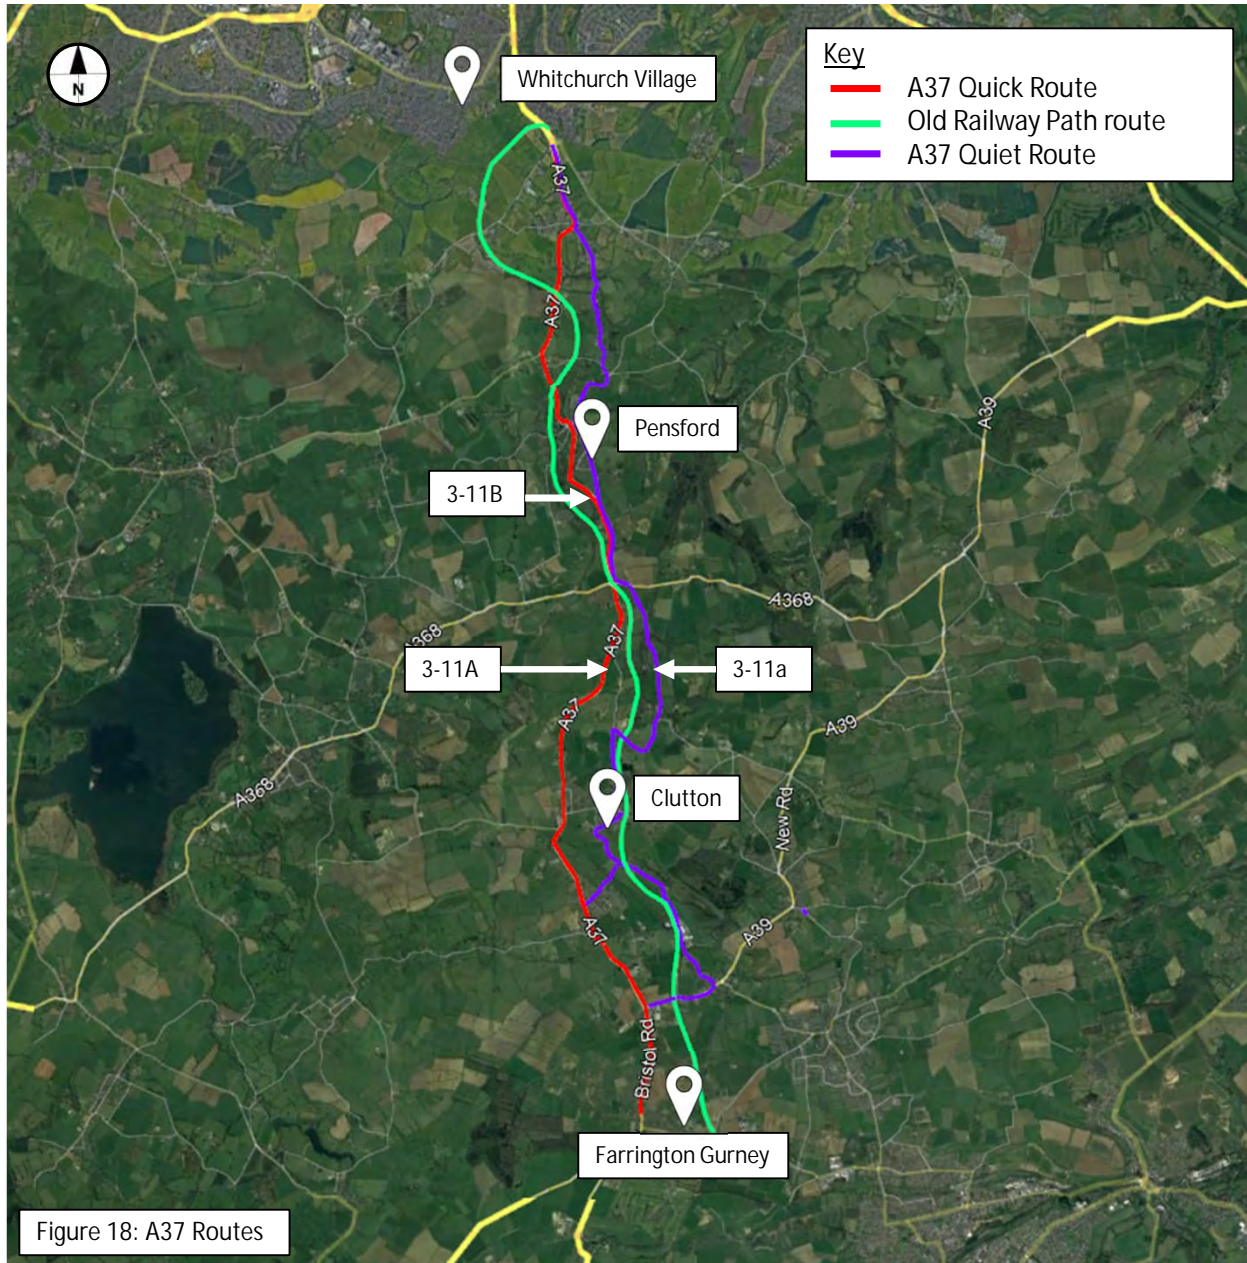 N
Whitchurch Village
Key
A37 Quick Route
Old Railway Path route
A37 Quiet Route
A37
A37
A39
Pensford
3-11B
A368
A368
A37
3-11A
3-11a
A37
A39
A368
Clutton
New Rd
A37
A39
Bristol Rd
Farrington Gurney
Figure 18: A37 Routes